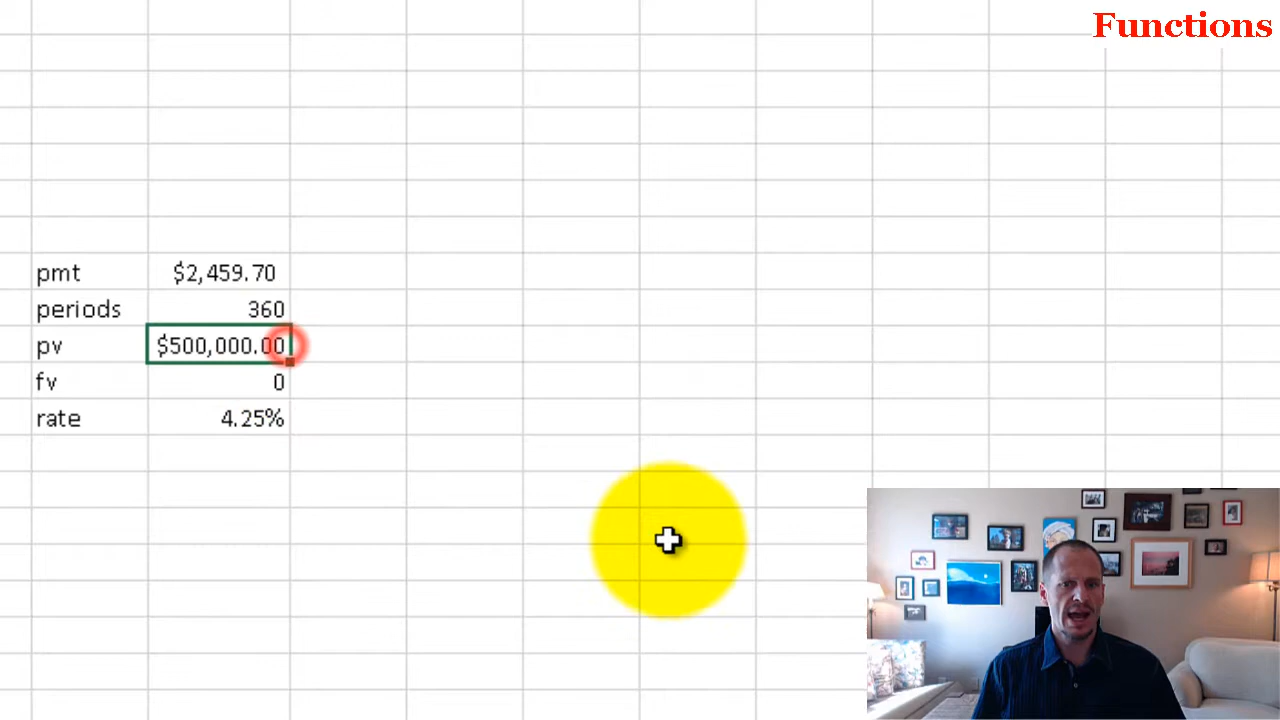 Functions
pmt $2,459.70
periods 360
pv $500,000.00
fv 0
rate 4.25%